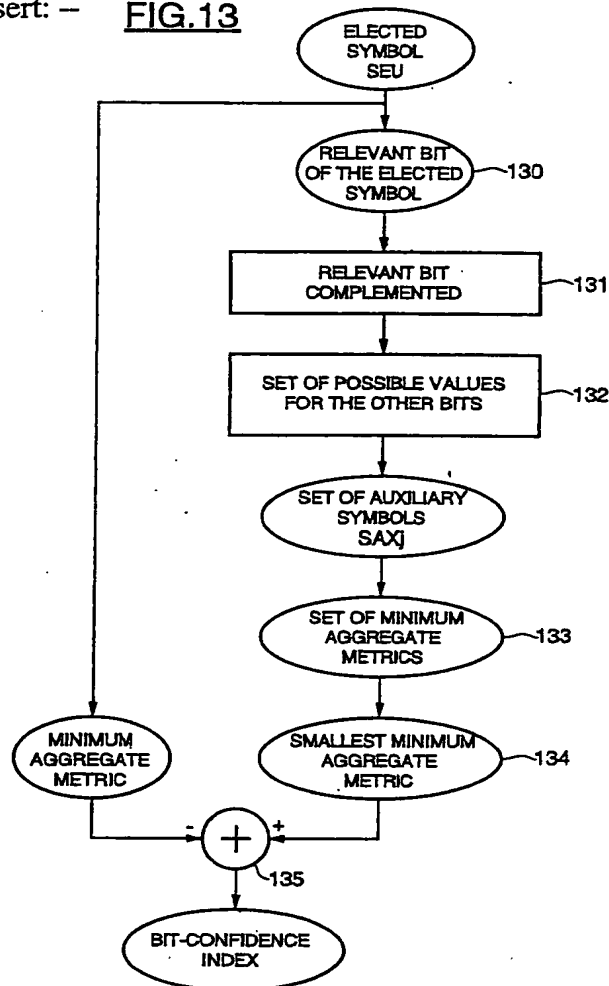 sert: –
FIG.13
ELECTED
SYMBOL
SEU
RELEVANT BIT
OF THE ELECTED
SYMBOL
130
RELEVANT BIT
COMPLEMENTED
131
SET OF POSSIBLE VALUES
FOR THE OTHER BITS
132
SET OF AUXILIARY
SYMBOLS
SAXj
SET OF MINIMUM
AGGREGATE
METRICS
133
MINIMUM
AGGREGATE
METRIC
SMALLEST MINIMUM
AGGREGATE
METRIC
134
- +
+
135
BIT-CONFIDENCE
INDEX